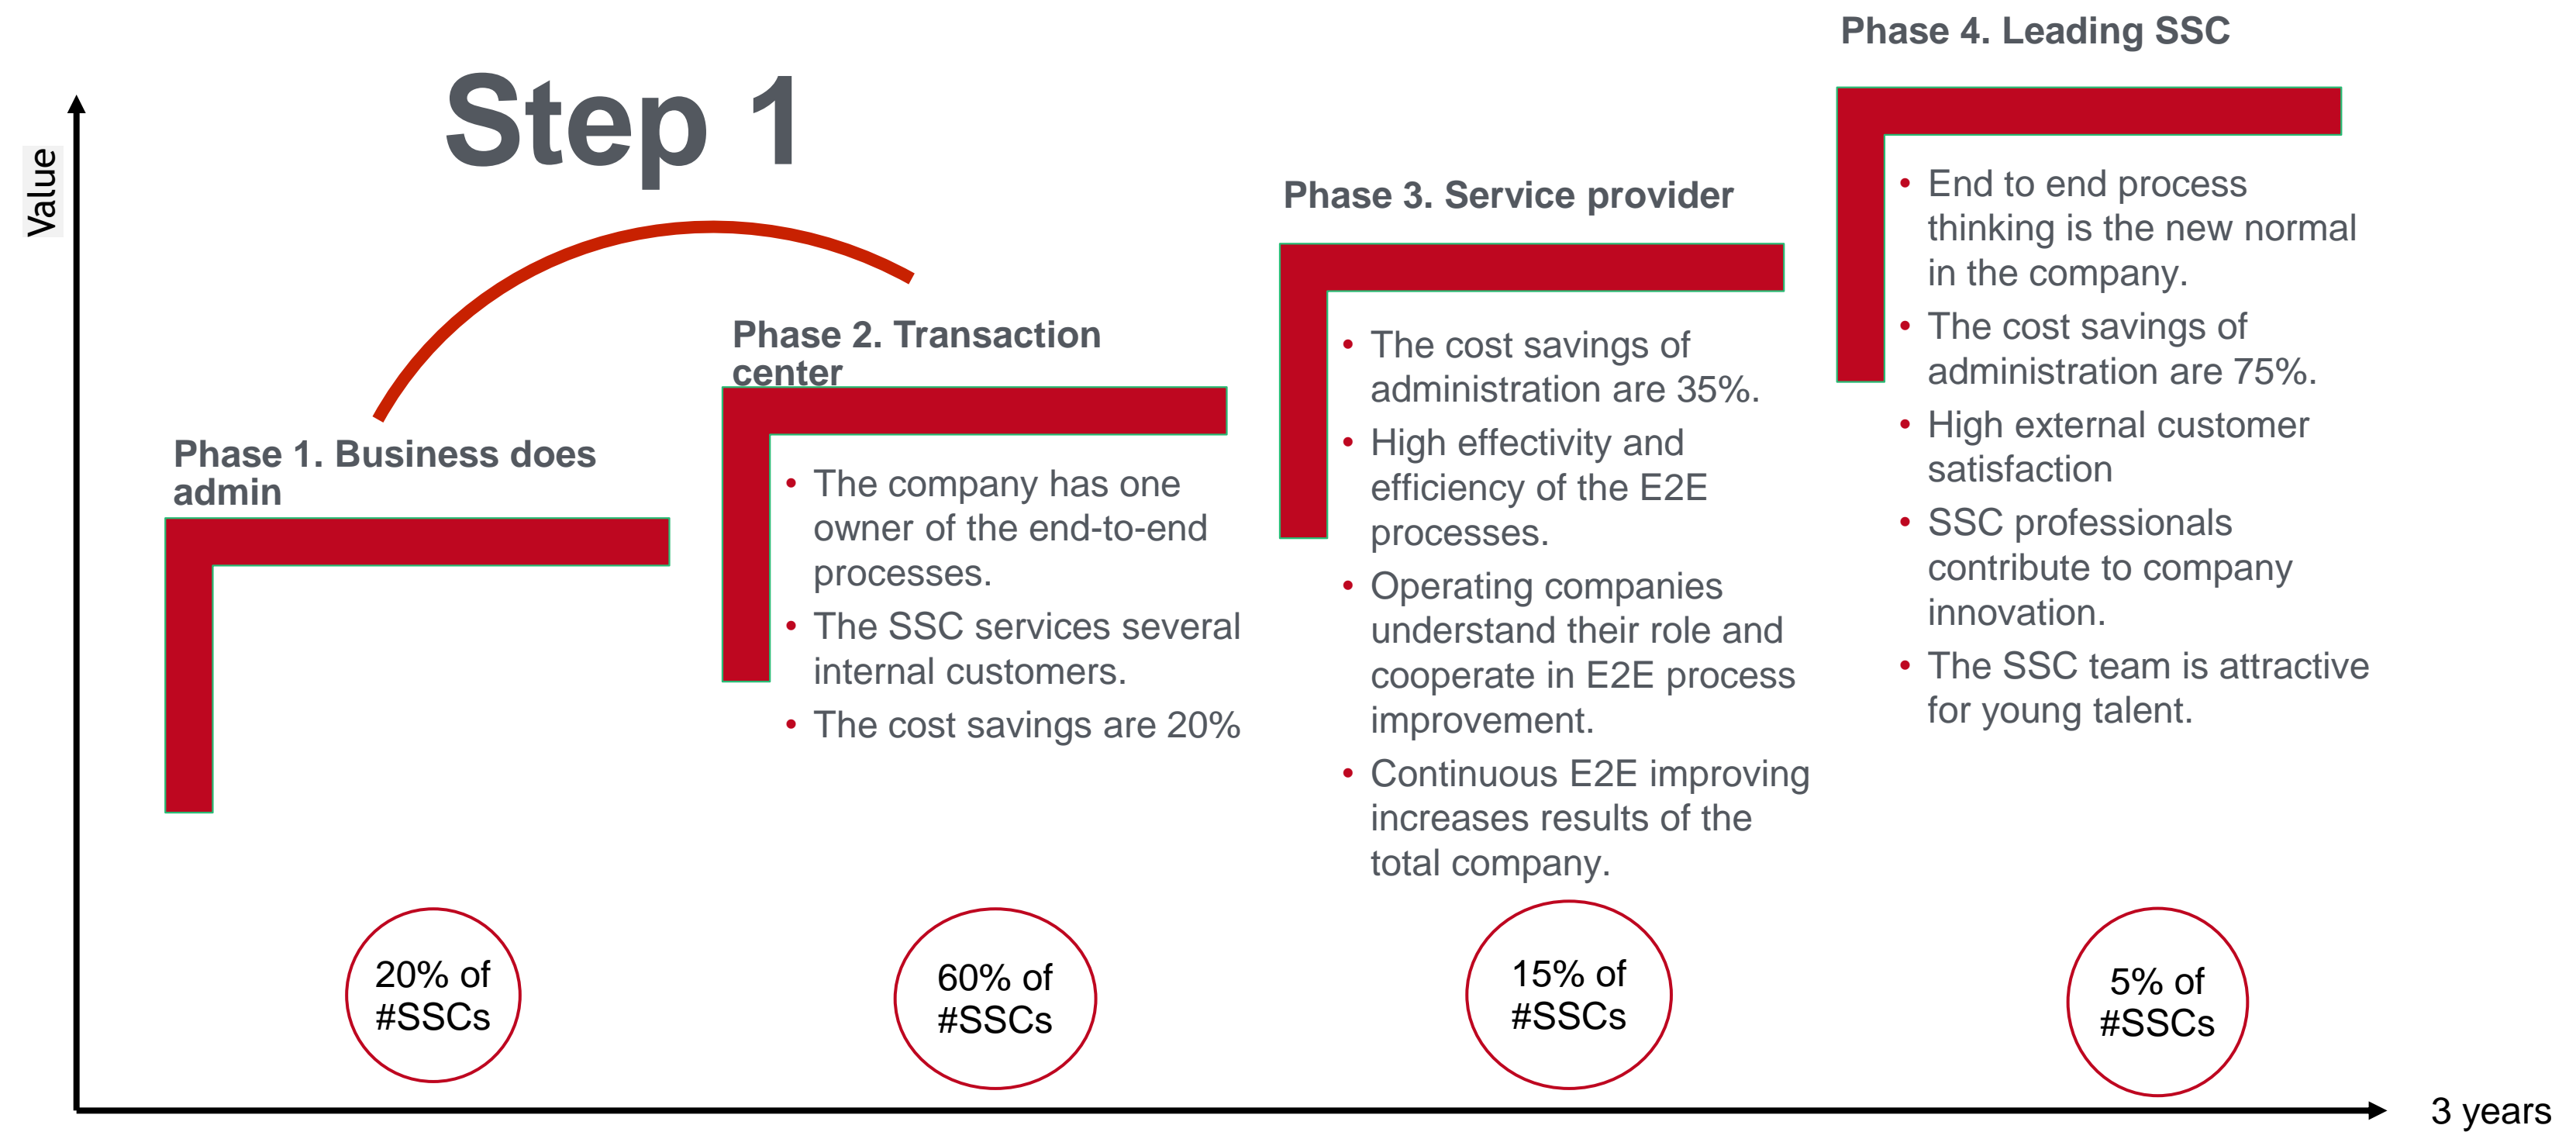 Step 1
Value
Phase 1. Business does
admin
20% of
#SSCs
Phase 2. Transaction
center
• The company has one
owner of the end-to-end
processes.
• The SSC services several
internal customers.
• The cost savings are 20%
60% of
#SSCs
Phase 3. Service provider
• The cost savings of
administration are 35%.
• High effectivity and
efficiency of the E2E
processes.
• Operating companies
understand their role and
cooperate in E2E process
improvement.
• Continuous E2E improving
increases results of the
total company.
15% of
#SSCs
Phase 4. Leading SSC
• End to end process
thinking is the new normal
in the company.
• The cost savings of
administration are 75%.
• High external customer
satisfaction
• SSC professionals
contribute to company
innovation.
• The SSC team is attractive
for young talent.
5% of
#SSCs
3 years